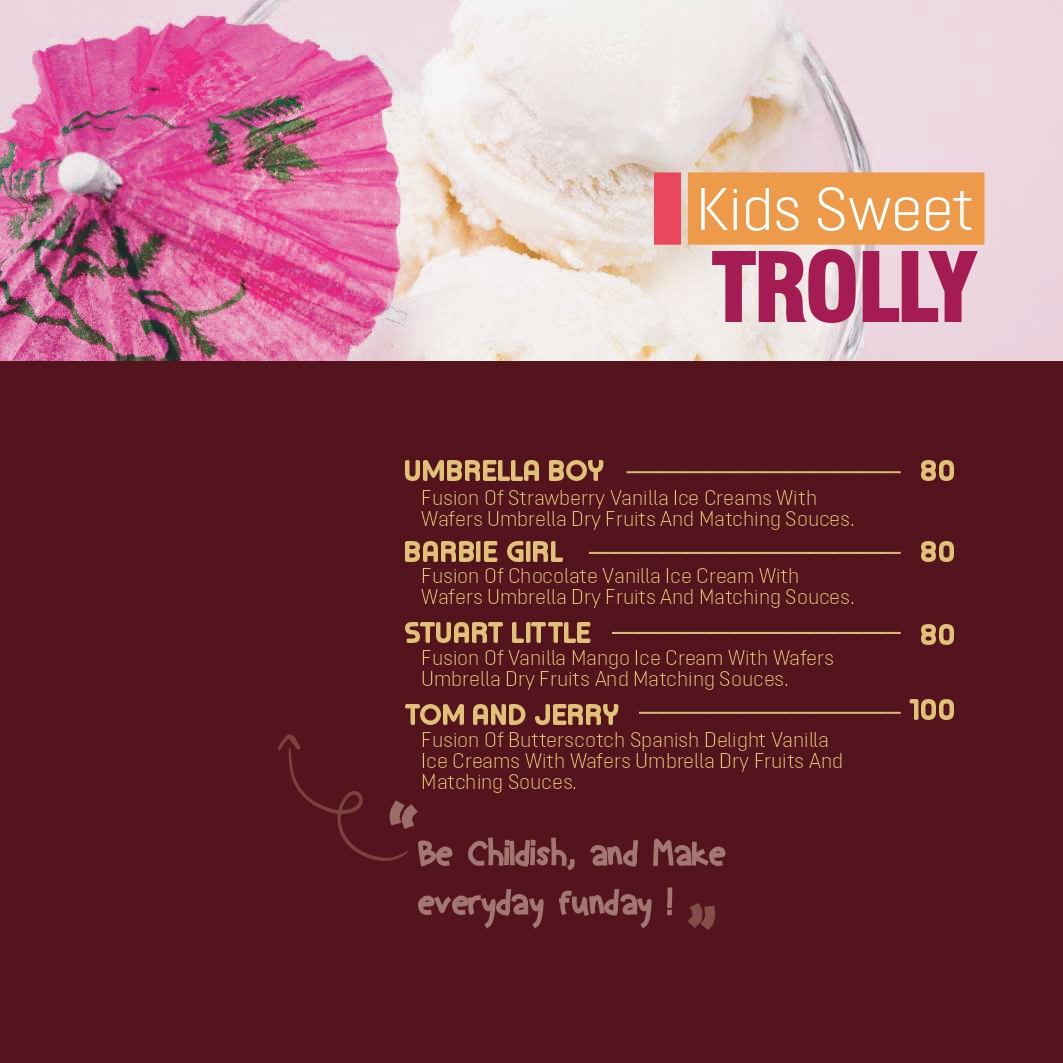 Kids Sweet
TROLLY
UMBRELLA BOY 80
Fusion Of Strawberry Vanilla Ice Creams With
Wafers Umbrella Dry Fruits And Matching Souces.
BARBIE GIRL 80
Fusion Of Chocolate Vanilla Ice Cream With
Wafers Umbrella Dry Fruits And Matching Souces.
STUART LITTLE 80
Fusion Of Vanilla Mango Ice Cream With Wafers
Umbrella Dry Fruits And Matching Souces.
TOM AND JERRY 100
Fusion Of Butterscotch Spanish Delight Vanilla
Ice Creams With Wafers Umbrella Dry Fruits And
Matching Souces.
“Be Childish, and Make
everyday funday !”